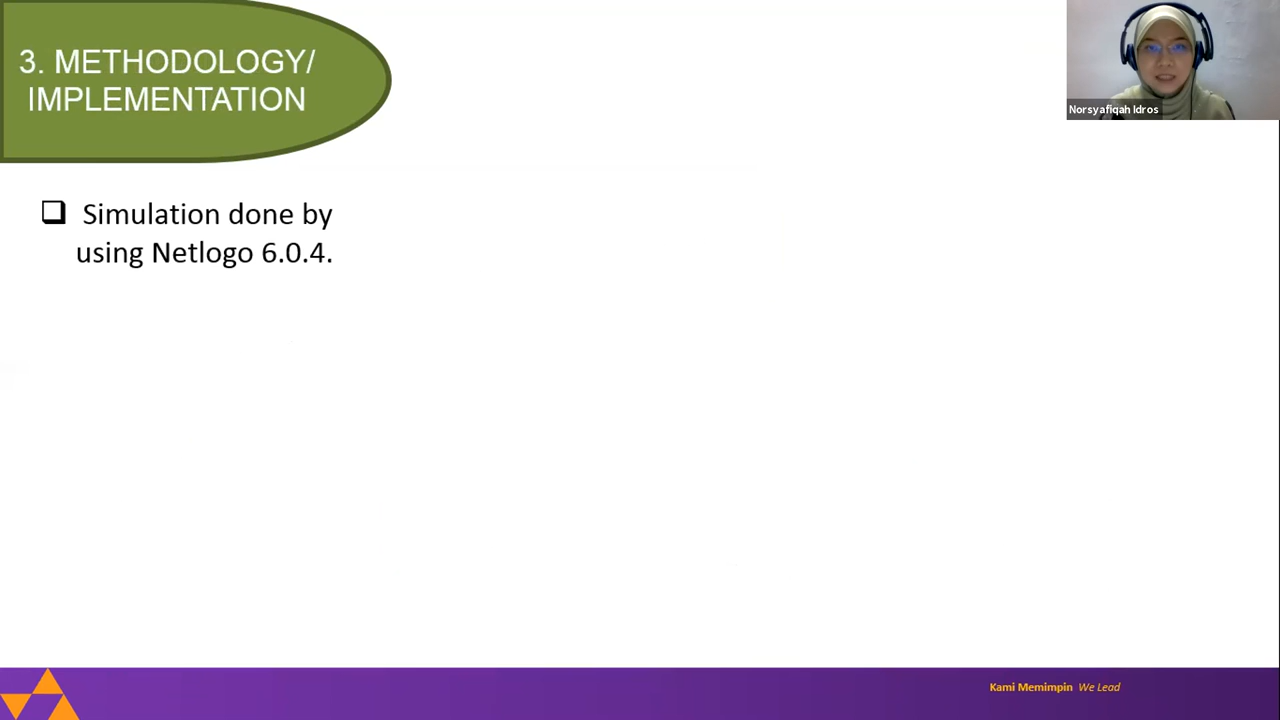 3. METHODOLOGY/
IMPLEMENTATION
Norsyafiqah Idros
❑ Simulation done by
using Netlogo 6.0.4.
Kami Memimpin We Lead